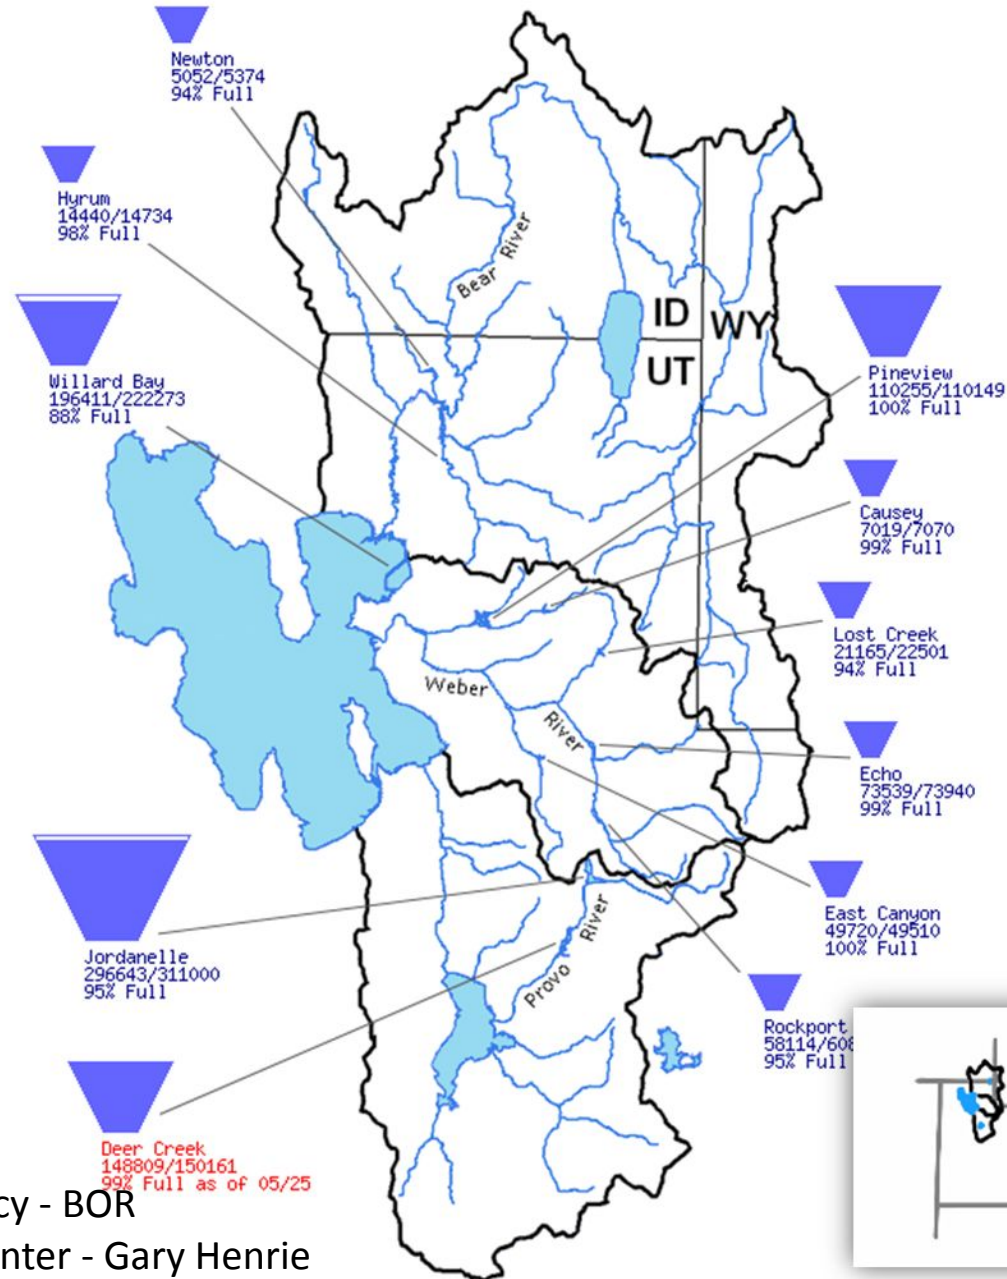 Newton
5052/5374
94% Full
Hyrum
14440/14734
98% Full
Bear River
ID
WY
UT
Willard Bay
196411/222273
88% Full
Pineview
110255/110149
100% Full
Causey
7019/7070
99% Full
Lost Creek
21165/22501
94% Full
Weber
River
Echo
73539/73940
99% Full
East Canyon
49720/49510
100% Full
Jordanelle
296643/311000
95% Full
Provo River
Rockport
58114/
95% Full
Deer Creek
148809/150161
99% Full as of 05/25
- BOR
- Gary Henrie